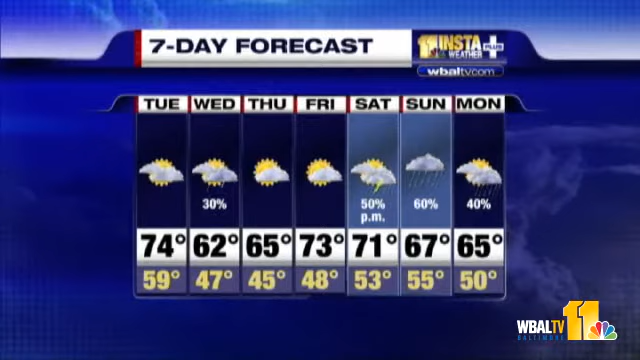 7-DAY FORECAST
11 INSTA
WEATHER PLUS
wbaltv.com
TUE WED THU FRI SAT SUN MON
30% 50% 60% 40%
p.m.
74° 62° 65° 73° 71° 67° 65°
59° 47° 45° 48° 53° 55° 50°
WBALTV 11
BALTIMORE